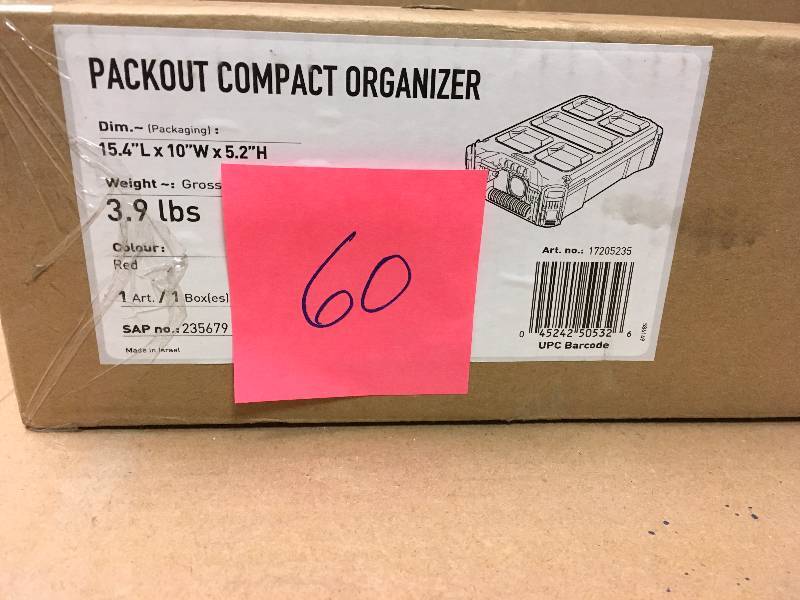 PACKOUT COMPACT ORGANIZER
Dim.~ (Packaging) :
15.4"L x 10"W x 5.2"H
Weight ~: Gross
3.9 lbs
Colour:
Red
1 Art. / 1 Box(es)
SAP no.: 235679
Made in Israel
60
Art. no.: 17205235
0 45242 50532 6
UPC Barcode